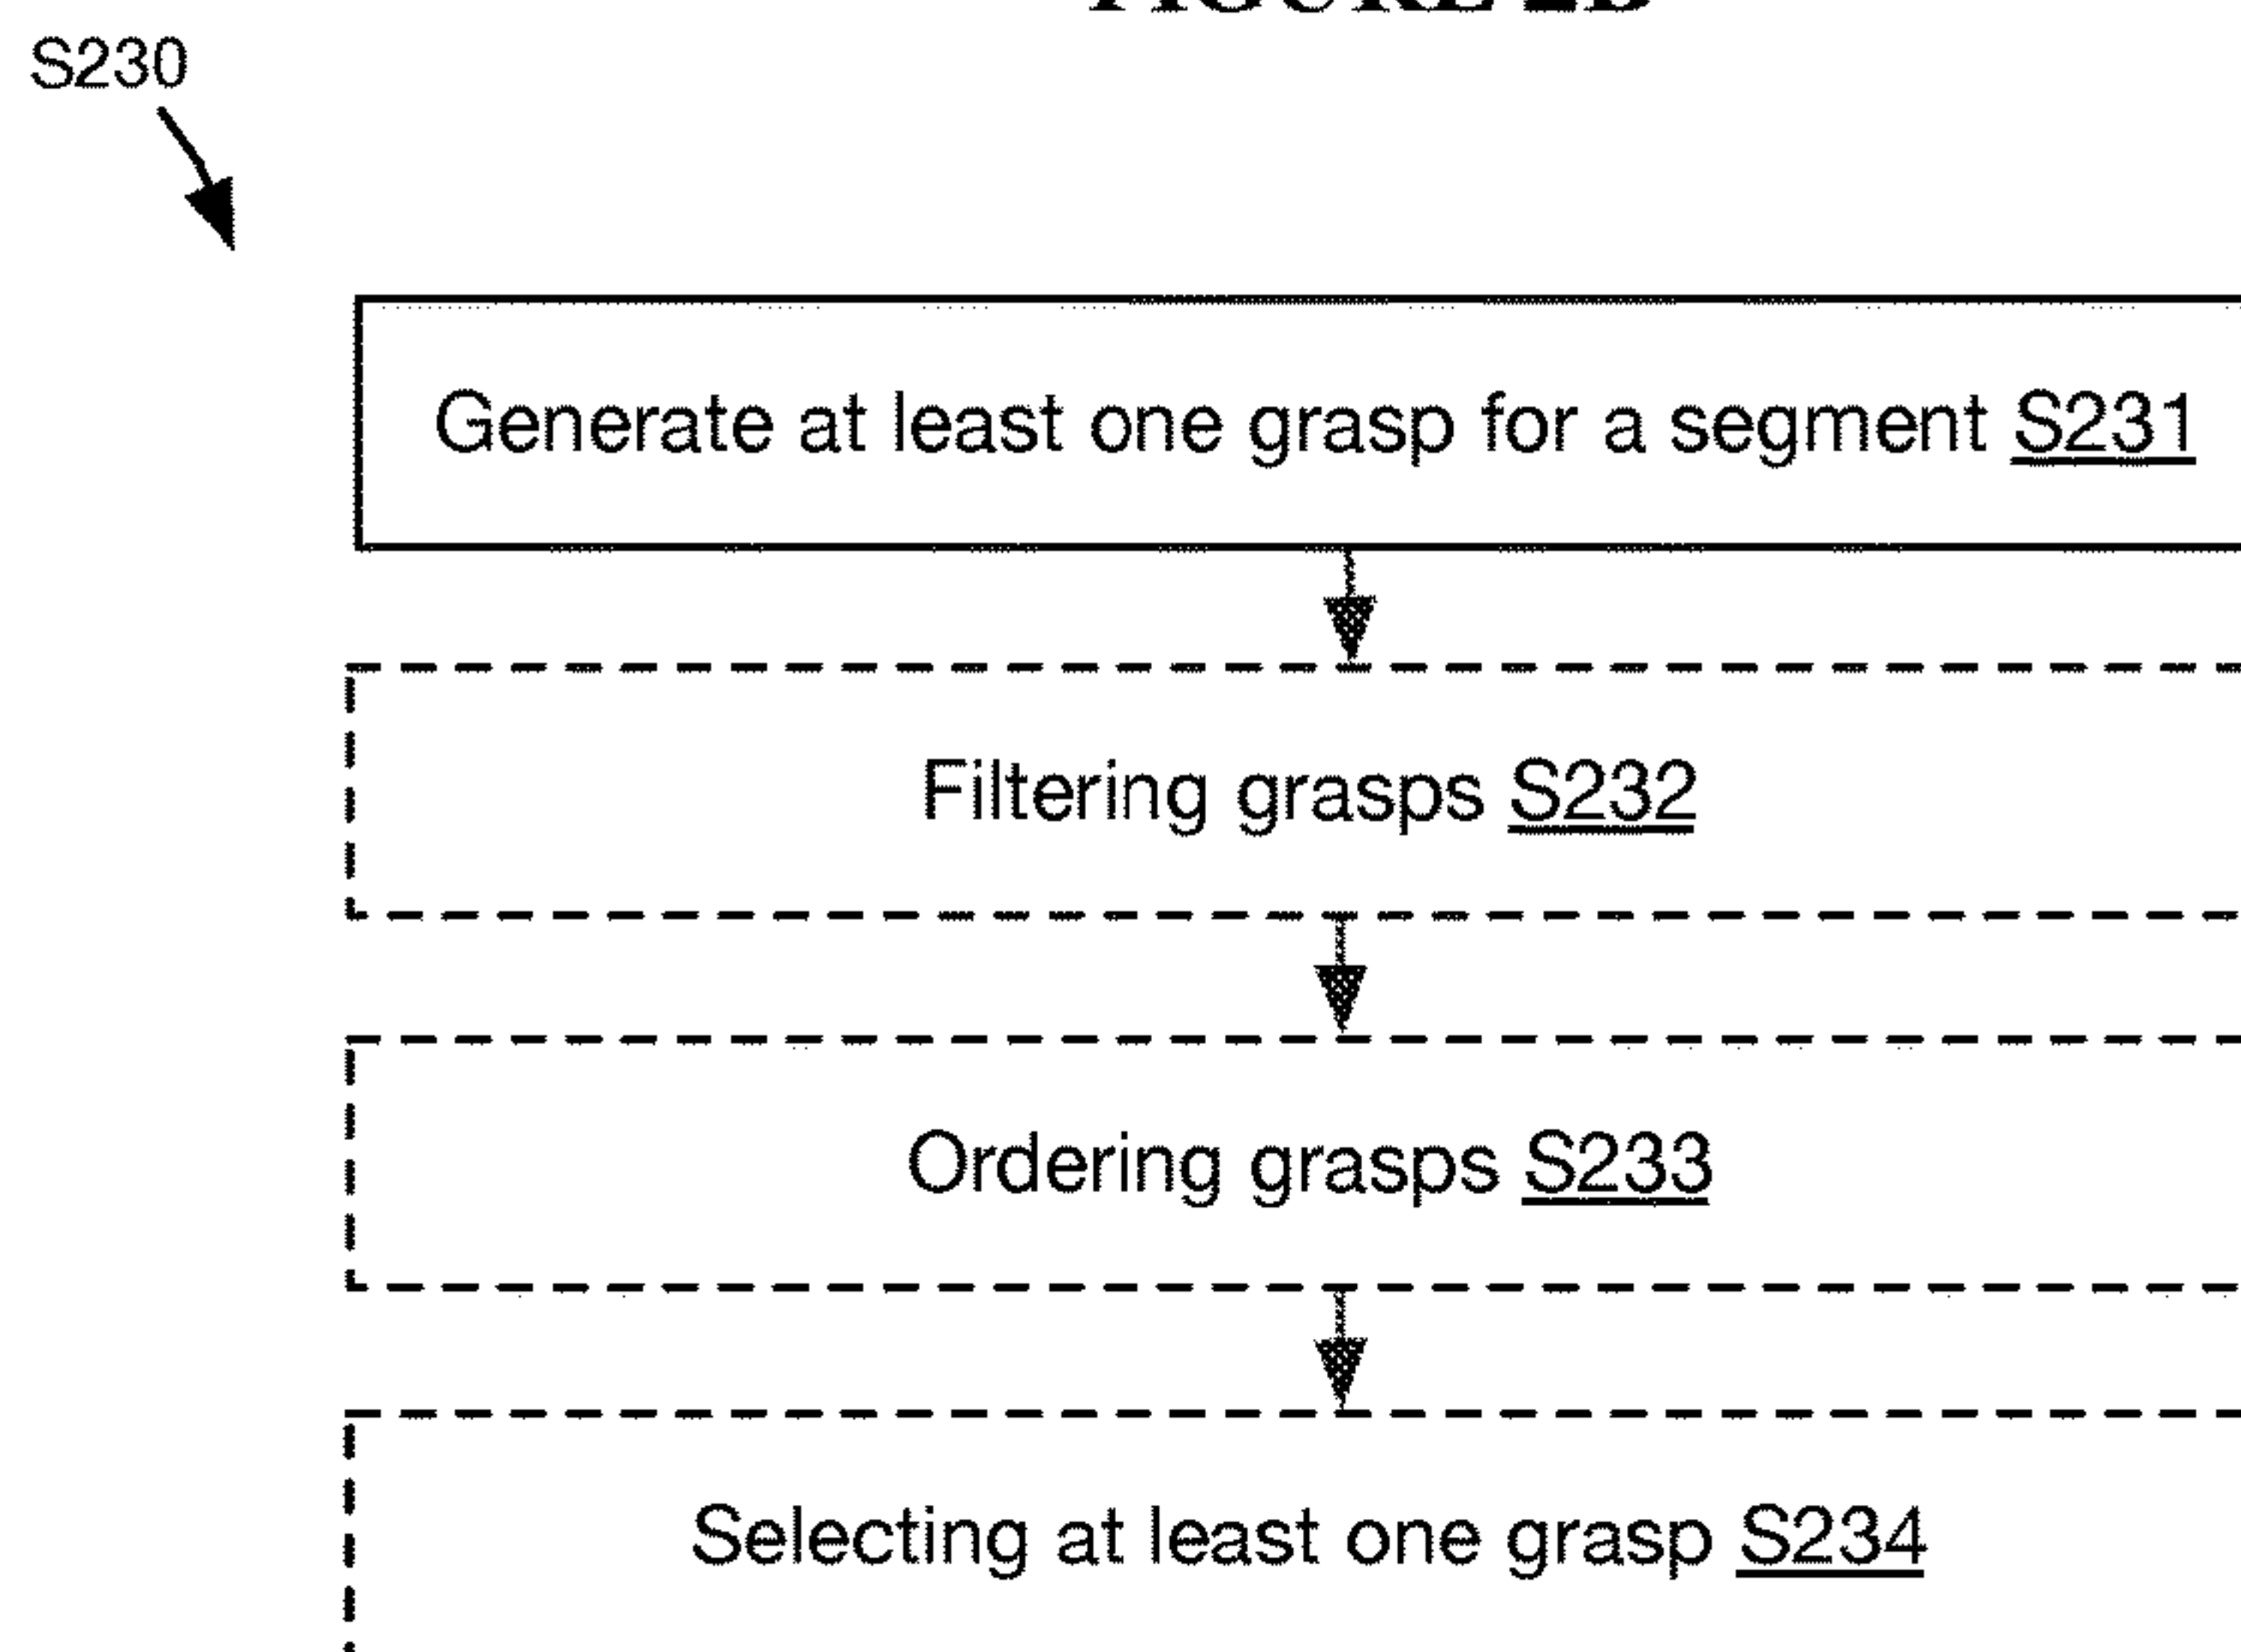 S230
Generate at least one grasp for a segment S231
Filtering grasps S232
Ordering grasps S233
Selecting at least one grasp S234